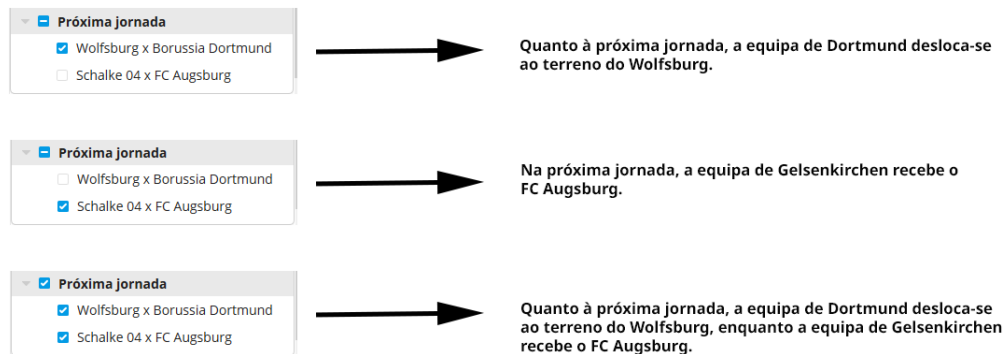 Próxima jornada
Wolfsburg x Borussia Dortmund
Schalke 04 x FC Augsburg
Quanto à próxima jornada, a equipa de Dortmund desloca-se
ao terreno do Wolfsburg.
Próxima jornada
Wolfsburg x Borussia Dortmund
Schalke 04 x FC Augsburg
Na próxima jornada, a equipa de Gelsenkirchen recebe o
FC Augsburg.
Próxima jornada
Wolfsburg x Borussia Dortmund
Schalke 04 x FC Augsburg
Quanto à próxima jornada, a equipa de Dortmund desloca-se
ao terreno do Wolfsburg, enquanto a equipa de Gelsenkirchen
recebe o FC Augsburg.